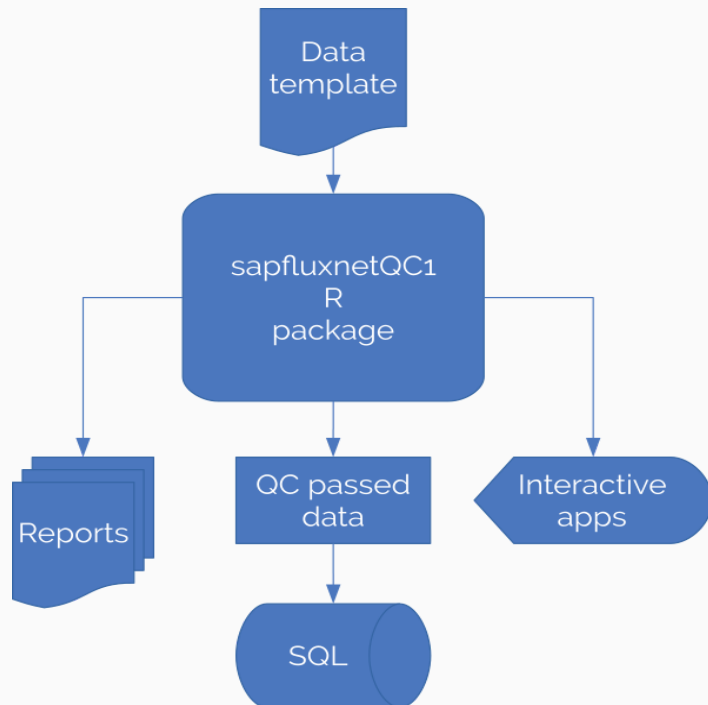 Data
template
sapfluxnetQC1
R
package
Reports
QC passed
data
Interactive
apps
SQL